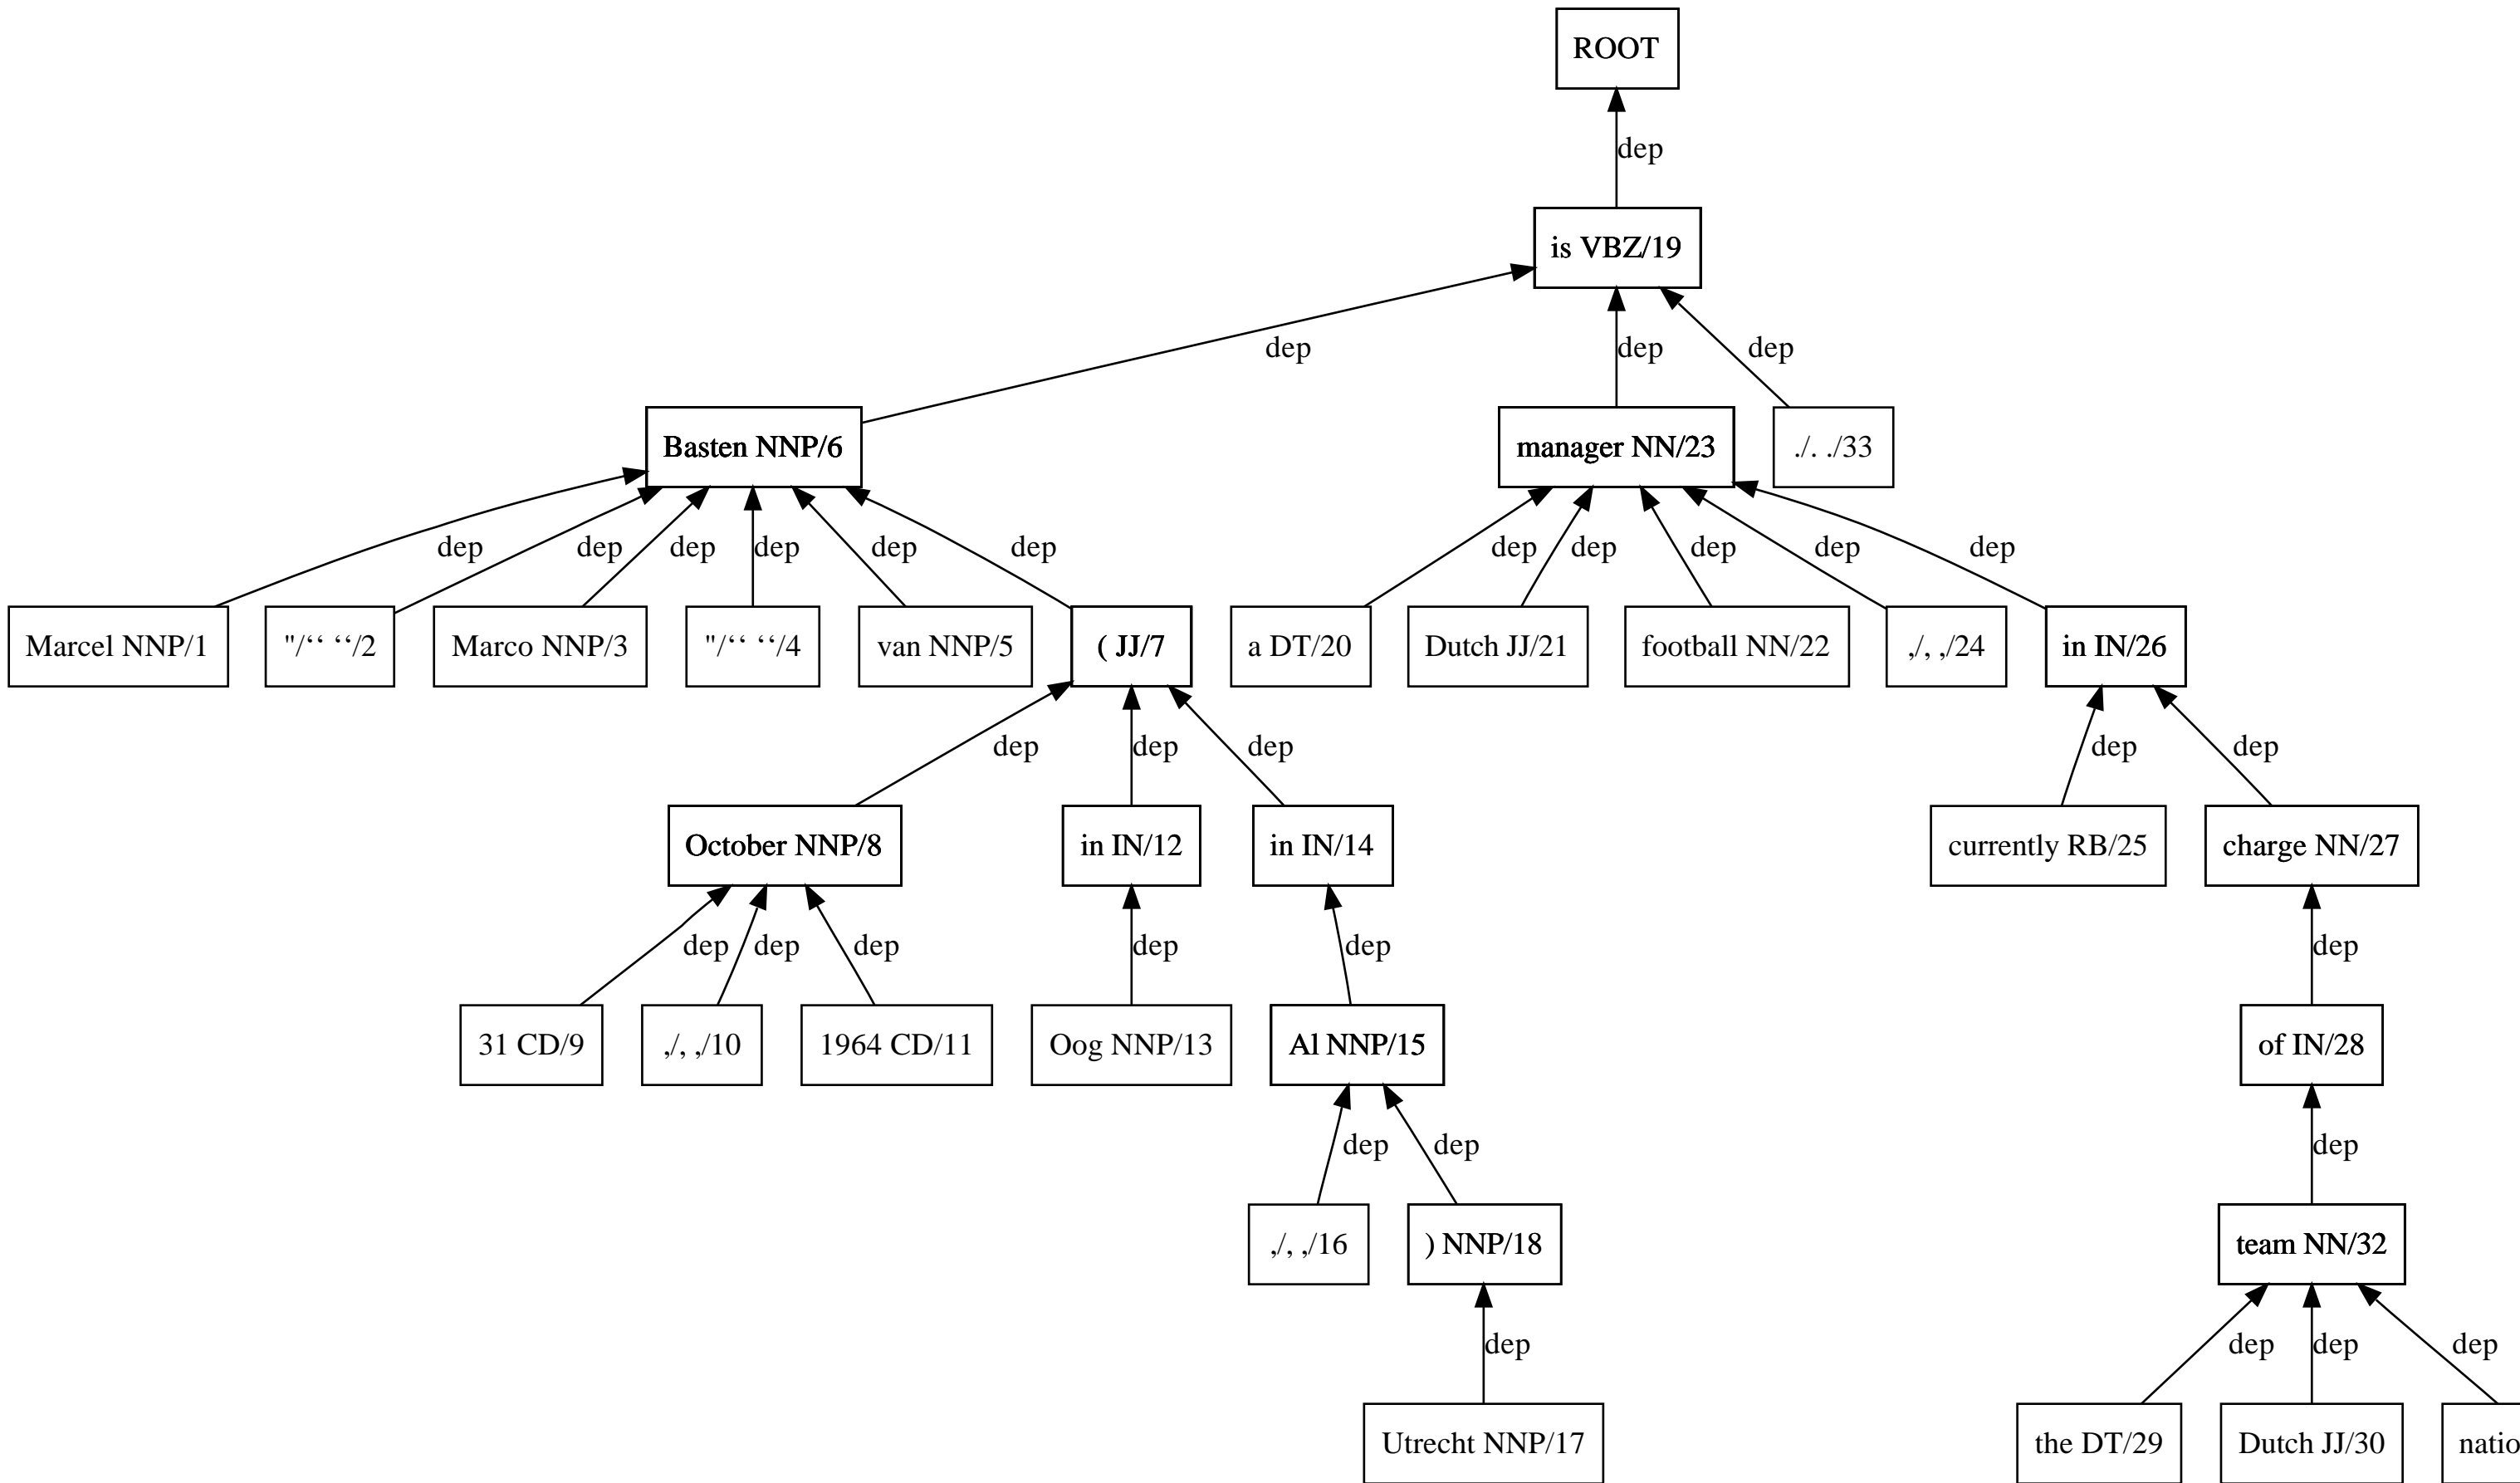 ROOT
dep
is VBZ/19
dep dep dep
Basten NNP/6 manager NN/23 ./. ./33
dep dep dep dep dep dep dep dep dep dep dep
Marcel NNP/1 "/“ “/2 Marco NNP/3 "/“ “/4 van NNP/5 ( JJ/7 a DT/20 Dutch JJ/21 football NN/22 ,/, ,/24 in IN/26
dep dep dep dep dep
October NNP/8 in IN/12 in IN/14 currently RB/25 charge NN/27
dep dep dep dep dep dep
31 CD/9 ,/, ,/10 1964 CD/11 Oog NNP/13 Al NNP/15 of IN/28
dep dep dep
,/, ,/16 ) NNP/18 team NN/32
dep dep dep dep
Utrecht NNP/17 the DT/29 Dutch JJ/30